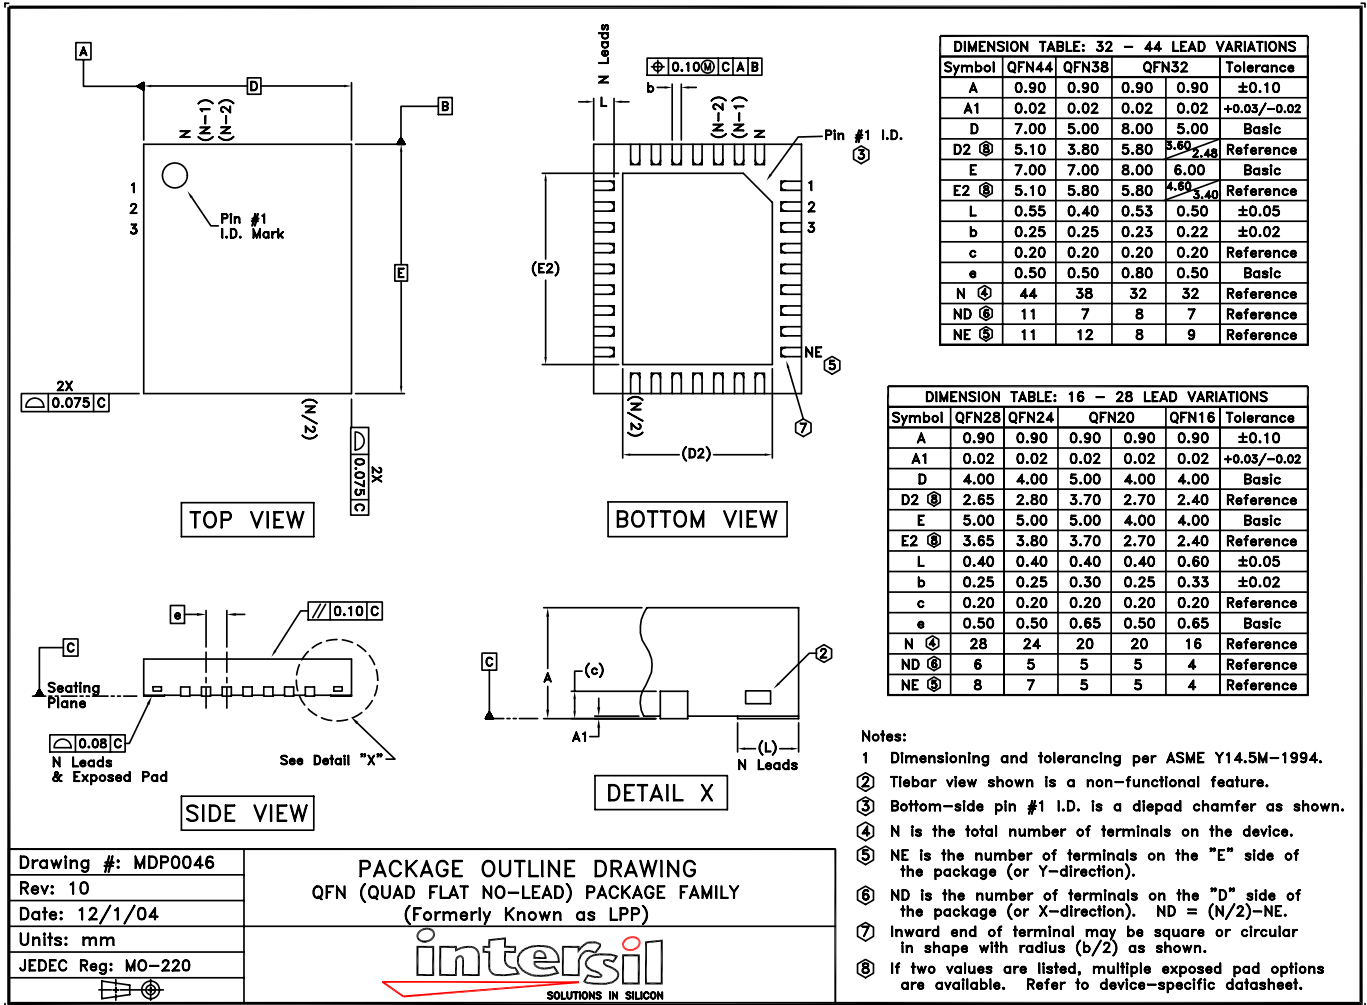 A
D
B
N
(N-1)
(N-2)
1
2
3
Pin #1
I.D. Mark
E
2X
⌓ 0.075 C
(N/2)
2X
⌓ 0.075 C
TOP VIEW
N Leads
L
⌖ 0.10Ⓜ C A B
b
(N-2)
(N-1)
N
Pin #1 I.D.
3
1
2
3
(E2)
NE
5
(N/2)
7
(D2)
BOTTOM VIEW
e
// 0.10 C
C
Seating
Plane
⌓ 0.08 C
N Leads
& Exposed Pad
See Detail "X"
SIDE VIEW
C
A
(c)
2
A1
(L)
N Leads
DETAIL X
DIMENSION TABLE: 32 - 44 LEAD VARIATIONS
Symbol QFN44 QFN38 QFN32 Tolerance
A 0.90 0.90 0.90 0.90 ±0.10
A1 0.02 0.02 0.02 0.02 +0.03/-0.02
D 7.00 5.00 8.00 5.00 Basic
D2 ⑧ 5.10 3.80 5.80 3.60/2.48 Reference
E 7.00 7.00 8.00 6.00 Basic
E2 ⑧ 5.10 5.80 5.80 4.60/3.40 Reference
L 0.55 0.40 0.53 0.50 ±0.05
b 0.25 0.25 0.23 0.22 ±0.02
c 0.20 0.20 0.20 0.20 Reference
e 0.50 0.50 0.80 0.50 Basic
N ④ 44 38 32 32 Reference
ND ⑥ 11 7 8 7 Reference
NE ⑤ 11 12 8 9 Reference
DIMENSION TABLE: 16 - 28 LEAD VARIATIONS
Symbol QFN28 QFN24 QFN20 QFN16 Tolerance
A 0.90 0.90 0.90 0.90 0.90 ±0.10
A1 0.02 0.02 0.02 0.02 0.02 +0.03/-0.02
D 4.00 4.00 5.00 4.00 4.00 Basic
D2 ⑧ 2.65 2.80 3.70 2.70 2.40 Reference
E 5.00 5.00 5.00 4.00 4.00 Basic
E2 ⑧ 3.65 3.80 3.70 2.70 2.40 Reference
L 0.40 0.40 0.40 0.40 0.60 ±0.05
b 0.25 0.25 0.30 0.25 0.33 ±0.02
c 0.20 0.20 0.20 0.20 0.20 Reference
e 0.50 0.50 0.65 0.50 0.65 Basic
N ④ 28 24 20 20 16 Reference
ND ⑥ 6 5 5 5 4 Reference
NE ⑤ 8 7 5 5 4 Reference
Notes:
1 Dimensioning and tolerancing per ASME Y14.5M-1994.
② Tiebar view shown is a non-functional feature.
③ Bottom-side pin #1 I.D. is a diepad chamfer as shown.
④ N is the total number of terminals on the device.
⑤ NE is the number of terminals on the "E" side of
the package (or Y-direction).
⑥ ND is the number of terminals on the "D" side of
the package (or X-direction). ND = (N/2)-NE.
⑦ Inward end of terminal may be square or circular
in shape with radius (b/2) as shown.
⑧ If two values are listed, multiple exposed pad options
are available. Refer to device-specific datasheet.
Drawing #: MDP0046
Rev: 10
Date: 12/1/04
Units: mm
JEDEC Reg: MO-220
PACKAGE OUTLINE DRAWING
QFN (QUAD FLAT NO-LEAD) PACKAGE FAMILY
(Formerly Known as LPP)
intersil
SOLUTIONS IN SILICON